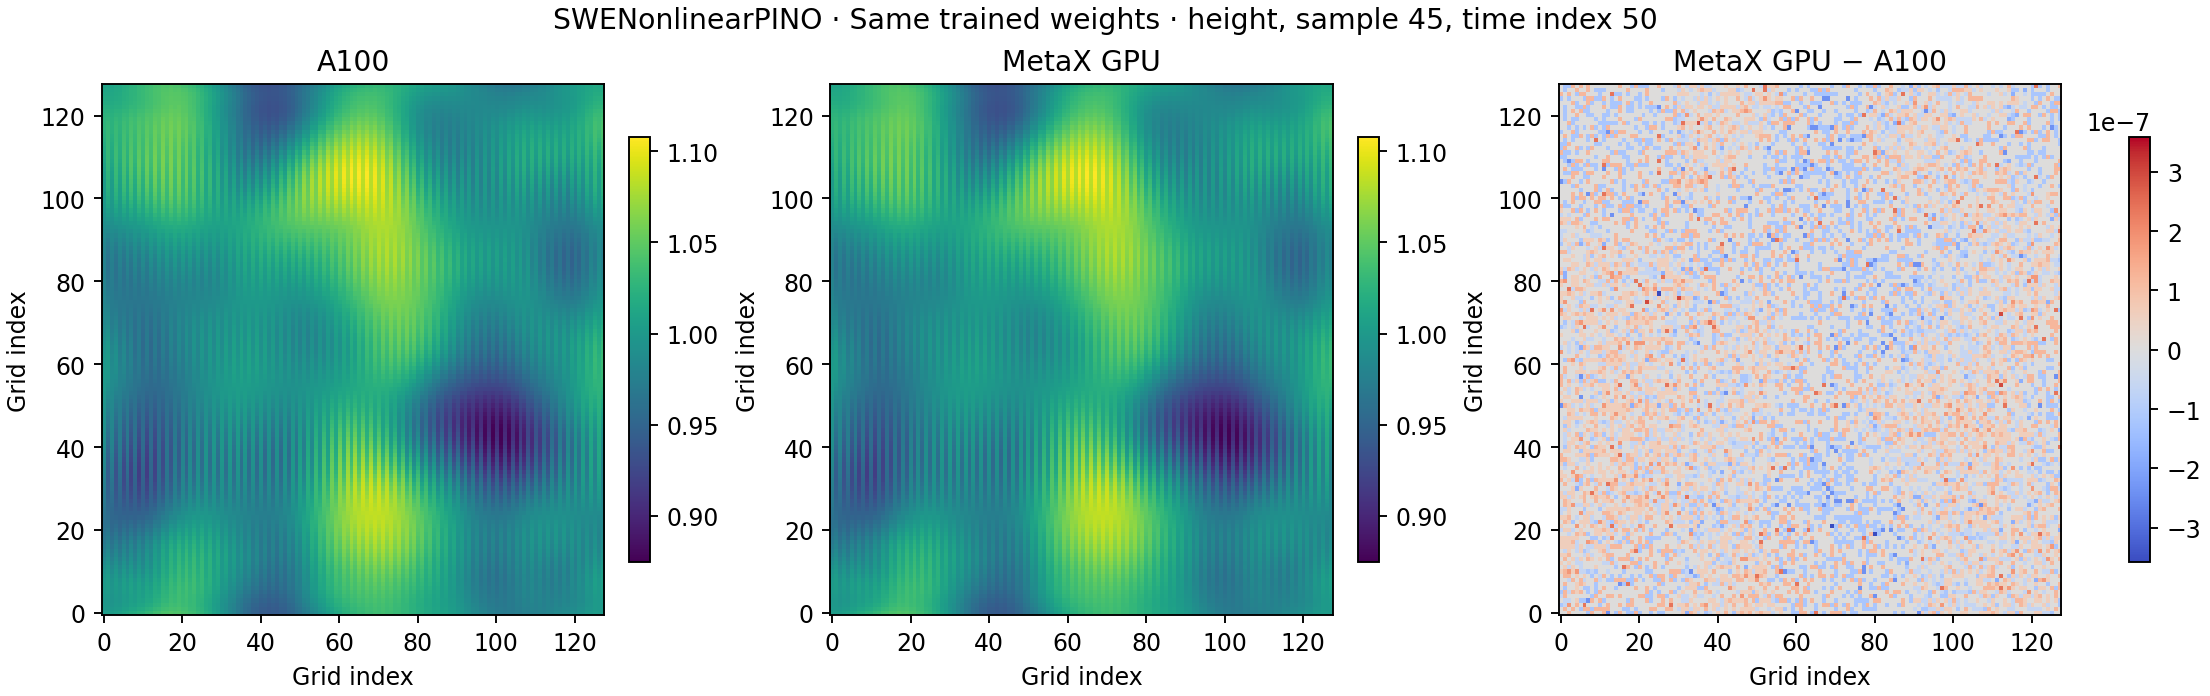 SWENonlinearPINO · Same trained weights · height, sample 45, time index 50
A100
120
100
80
60
40
20
0
0 20 40 60 80 100 120
Grid index
Grid index
1.10
1.05
1.00
0.95
0.90
MetaX GPU
120
100
80
60
40
20
0
0 20 40 60 80 100 120
Grid index
Grid index
1.10
1.05
1.00
0.95
0.90
MetaX GPU − A100
120
100
80
60
40
20
0
0 20 40 60 80 100 120
Grid index
Grid index
1e−7
3
2
1
0
−1
−2
−3